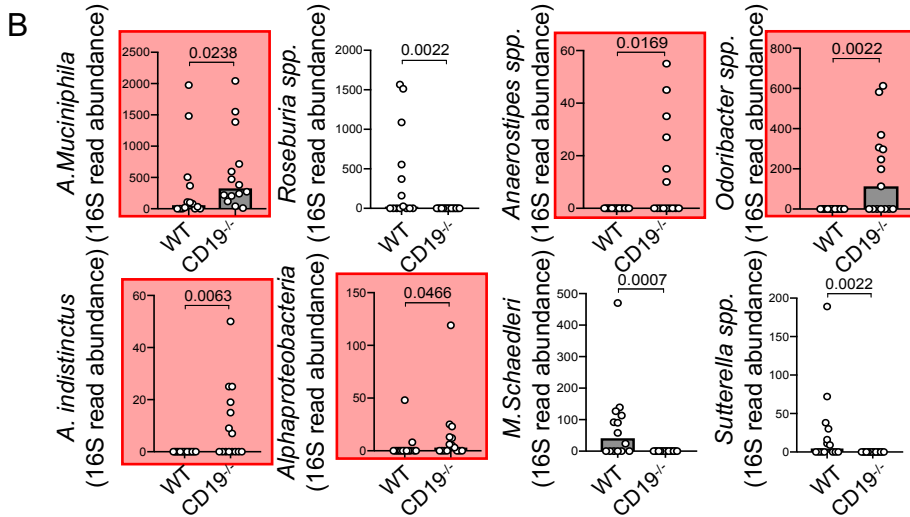 B
A.Muciniphila
(16S read abundance)
2500
2000
1500
1000
500
0
0.0238
WT
CD19-/-
Roseburia spp.
(16S read abundance)
2000
1500
1000
500
0
0.0022
WT
CD19-/-
Anaerostipes spp.
(16S read abundance)
60
40
20
0
0.0169
WT
CD19-/-
Odoribacter spp.
(16S read abundance)
800
600
400
200
0
0.0022
WT
CD19-/-
A. indistinctus
(16S read abundance)
60
40
20
0
0.0063
WT
CD19-/-
Alphaproteobacteria
(16S read abundance)
150
100
50
0
0.0466
WT
CD19-/-
M.Schaedleri
(16S read abundance)
500
400
300
200
100
0
0.0007
WT
CD19-/-
Sutterella spp.
(16S read abundance)
200
150
100
50
0
0.0022
WT
CD19-/-